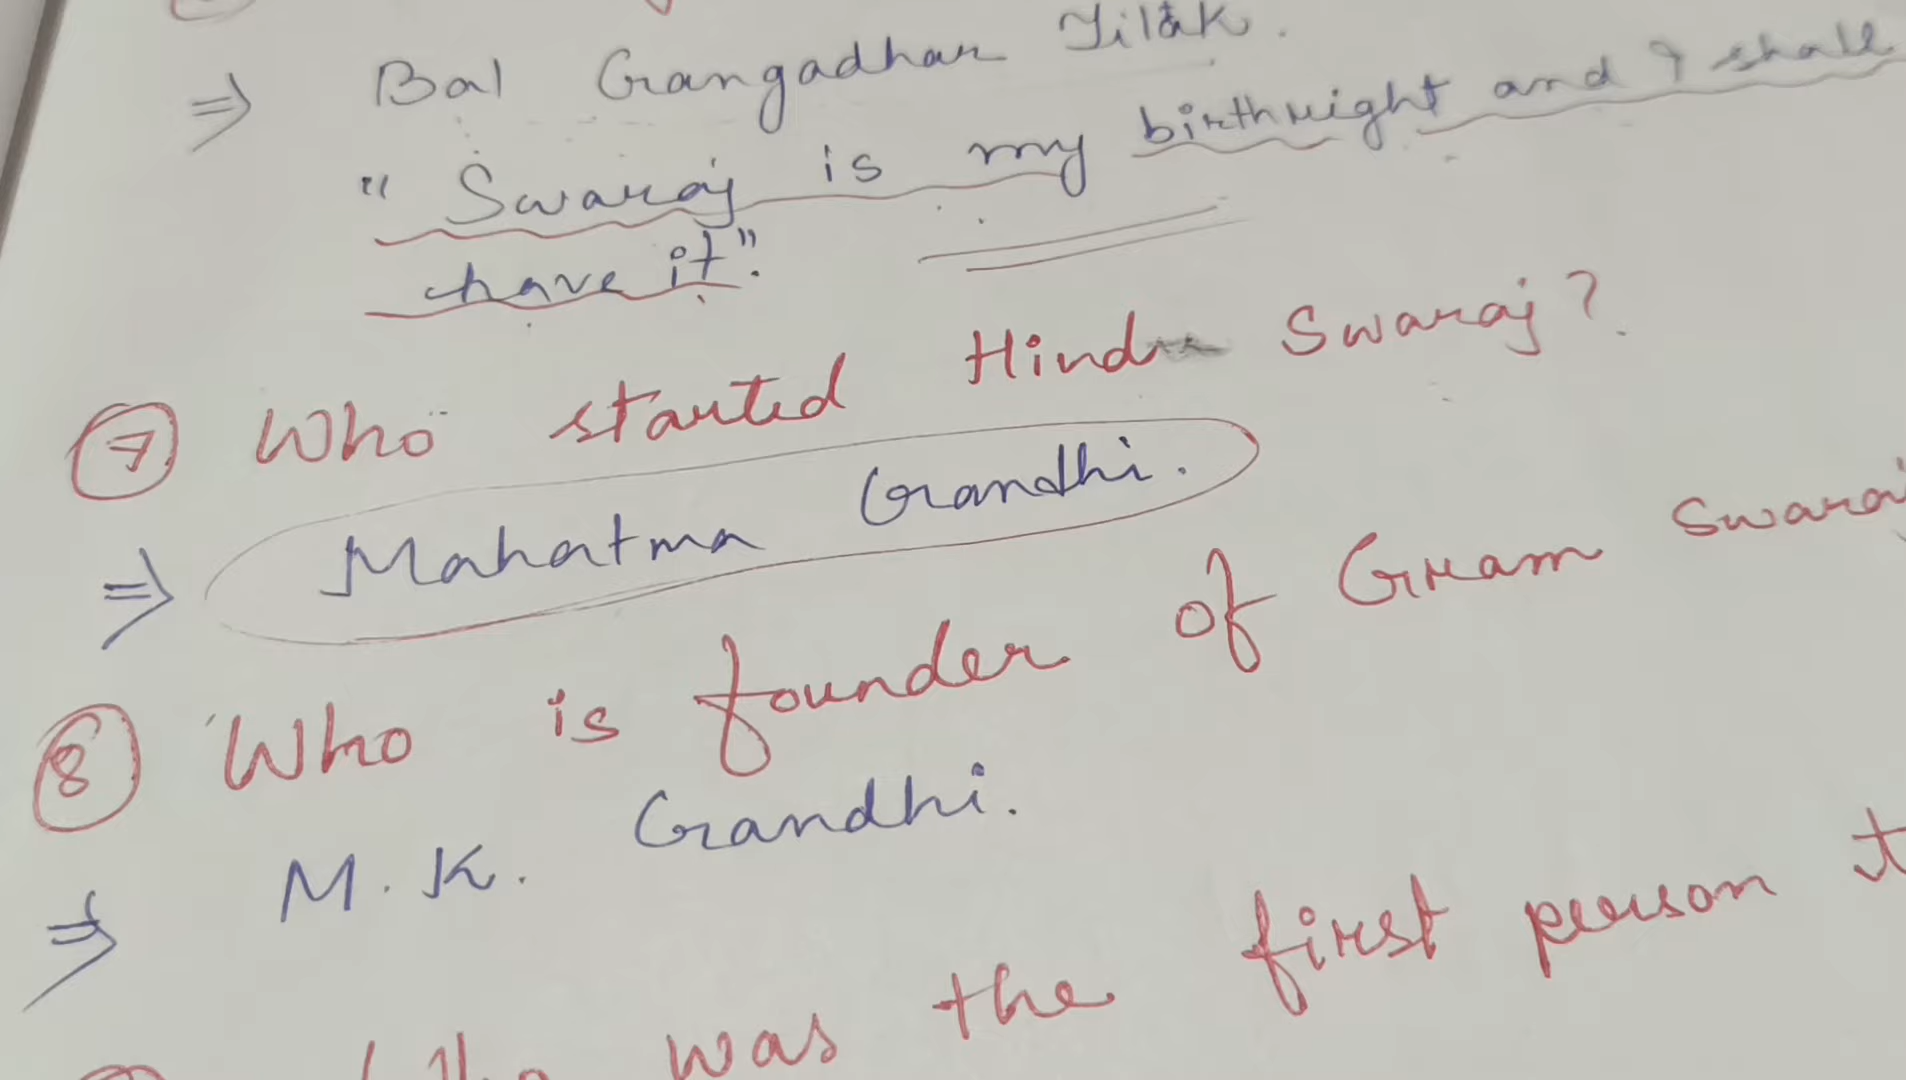 ⇒ Bal Gangadhar Tilak.
" Swaraj is my birthright and I shall
have it".
7 Who started Hind Swaraj?
⇒ Mahatma Gandhi.
8 Who is founder of Gram Swaraj
⇒ M. K. Gandhi.
Who was the first person